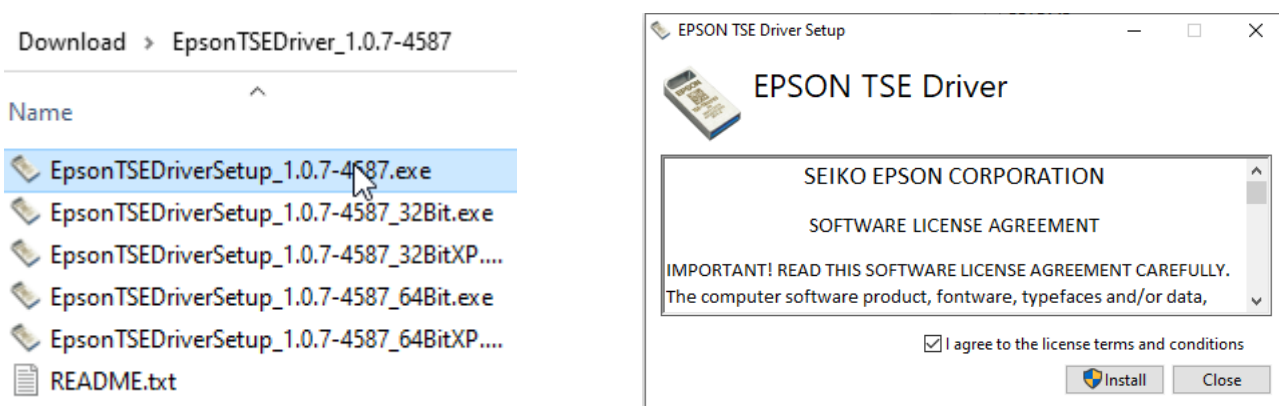 Download > EpsonTSEDriver_1.0.7-4587
Name
EpsonTSEDriverSetup_1.0.7-4587.exe
EpsonTSEDriverSetup_1.0.7-4587_32Bit.exe
EpsonTSEDriverSetup_1.0.7-4587_32BitXP....
EpsonTSEDriverSetup_1.0.7-4587_64Bit.exe
EpsonTSEDriverSetup_1.0.7-4587_64BitXP....
README.txt
EPSON TSE Driver Setup
EPSON
EPSON TSE Driver
SEIKO EPSON CORPORATION
SOFTWARE LICENSE AGREEMENT
IMPORTANT! READ THIS SOFTWARE LICENSE AGREEMENT CAREFULLY.
The computer software product, fontware, typefaces and/or data,
I agree to the license terms and conditions
Install
Close